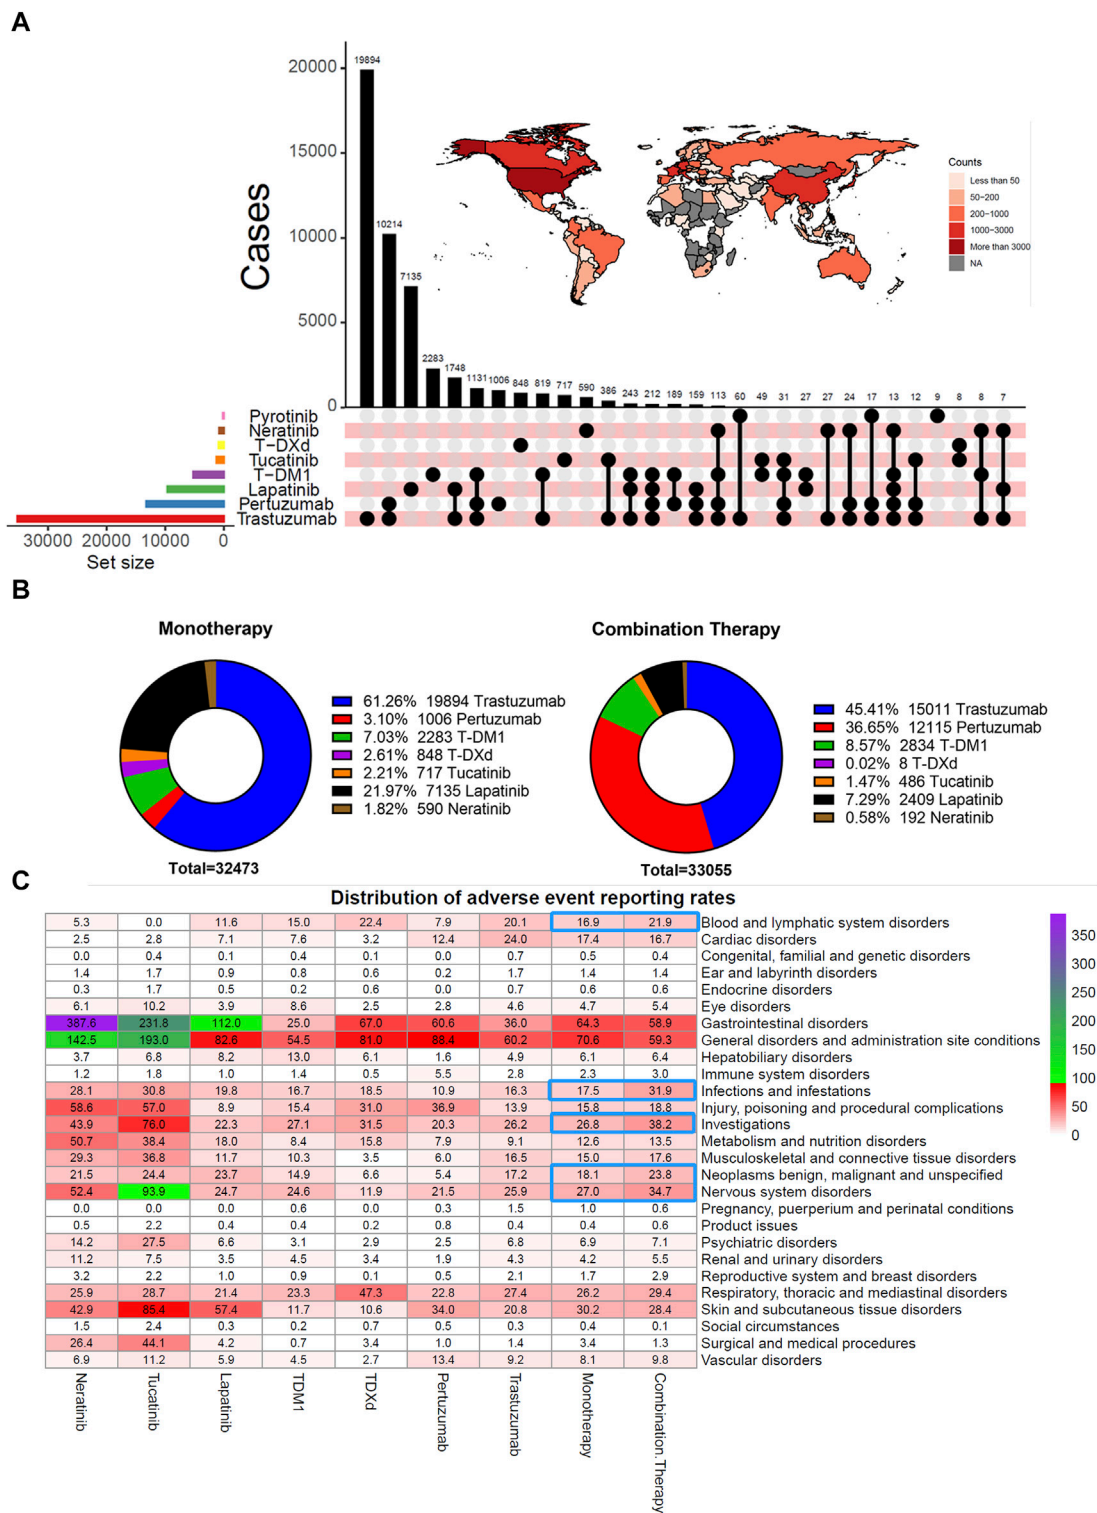 A
Cases
20000
15000
10000
5000
0
19894
10214
7135
2283
1748
1131
1006
848
819
717
590
386
243
212
189
159
113
60
49
31
27
27
24
17
13
12
9
8
8
7
Counts
Less than 50
50-200
200-1000
1000-3000
More than 3000
NA
Pyrotinib
Neratinib
T-DXd
Tucatinib
T-DM1
Lapatinib
Pertuzumab
Trastuzumab
30000 20000 10000 0
Set size
B
Monotherapy
61.26% 19894 Trastuzumab
3.10% 1006 Pertuzumab
7.03% 2283 T-DM1
2.61% 848 T-DXd
2.21% 717 Tucatinib
21.97% 7135 Lapatinib
1.82% 590 Neratinib
Total=32473
Combination Therapy
45.41% 15011 Trastuzumab
36.65% 12115 Pertuzumab
8.57% 2834 T-DM1
0.02% 8 T-DXd
1.47% 486 Tucatinib
7.29% 2409 Lapatinib
0.58% 192 Neratinib
Total=33055
C
Distribution of adverse event reporting rates
5.3 0.0 11.6 15.0 22.4 7.9 20.1 16.9 21.9 Blood and lymphatic system disorders
2.5 2.8 7.1 7.6 3.2 12.4 24.0 17.4 16.7 Cardiac disorders
0.0 0.4 0.1 0.4 0.1 0.0 0.7 0.5 0.4 Congenital, familial and genetic disorders
1.4 1.7 0.9 0.8 0.6 0.2 1.7 1.4 1.4 Ear and labyrinth disorders
0.3 1.7 0.5 0.2 0.6 0.0 0.7 0.6 0.6 Endocrine disorders
6.1 10.2 3.9 8.6 2.5 2.8 4.6 4.7 5.4 Eye disorders
387.6 231.8 112.0 25.0 67.0 60.6 36.0 64.3 58.9 Gastrointestinal disorders
142.5 193.0 82.6 54.5 81.0 88.4 60.2 70.6 59.3 General disorders and administration site conditions
3.7 6.8 8.2 13.0 6.1 1.6 4.9 6.1 6.4 Hepatobiliary disorders
1.2 1.8 1.0 1.4 0.5 5.5 2.8 2.3 3.0 Immune system disorders
28.1 30.8 19.8 16.7 18.5 10.9 16.3 17.5 31.9 Infections and infestations
58.6 57.0 8.9 15.4 31.0 36.9 13.9 15.8 18.8 Injury, poisoning and procedural complications
43.9 76.0 22.3 27.1 31.5 20.3 26.2 26.8 38.2 Investigations
50.7 38.4 18.0 8.4 15.8 7.9 9.1 12.6 13.5 Metabolism and nutrition disorders
29.3 36.8 11.7 10.3 3.5 6.0 16.5 15.0 17.6 Musculoskeletal and connective tissue disorders
21.5 24.4 23.7 14.9 6.6 5.4 17.2 18.1 23.8 Neoplasms benign, malignant and unspecified
52.4 93.9 24.7 24.6 11.9 21.5 25.9 27.0 34.7 Nervous system disorders
0.0 0.0 0.0 0.6 0.0 0.3 1.5 1.0 0.6 Pregnancy, puerperium and perinatal conditions
0.5 2.2 0.4 0.4 0.2 0.8 0.4 0.4 0.6 Product issues
14.2 27.5 6.6 3.1 2.9 2.5 6.8 6.9 7.1 Psychiatric disorders
11.2 7.5 3.5 4.5 3.4 1.9 4.3 4.2 5.5 Renal and urinary disorders
3.2 2.2 1.0 0.9 0.1 0.5 2.1 1.7 2.9 Reproductive system and breast disorders
25.9 28.7 21.4 23.3 47.3 22.8 27.4 26.2 29.4 Respiratory, thoracic and mediastinal disorders
42.9 85.4 57.4 11.7 10.6 34.0 20.8 30.2 28.4 Skin and subcutaneous tissue disorders
1.5 2.4 0.3 0.2 0.7 0.5 0.3 0.4 0.1 Social circumstances
26.4 44.1 4.2 0.7 3.4 1.0 1.4 3.4 1.3 Surgical and medical procedures
6.9 11.2 5.9 4.5 2.7 13.4 9.2 8.1 9.8 Vascular disorders
Neratinib
Tucatinib
Lapatinib
TDM1
TDXd
Pertuzumab
Trastuzumab
Monotherapy
Combination.Therapy
350
300
250
200
150
100
50
0